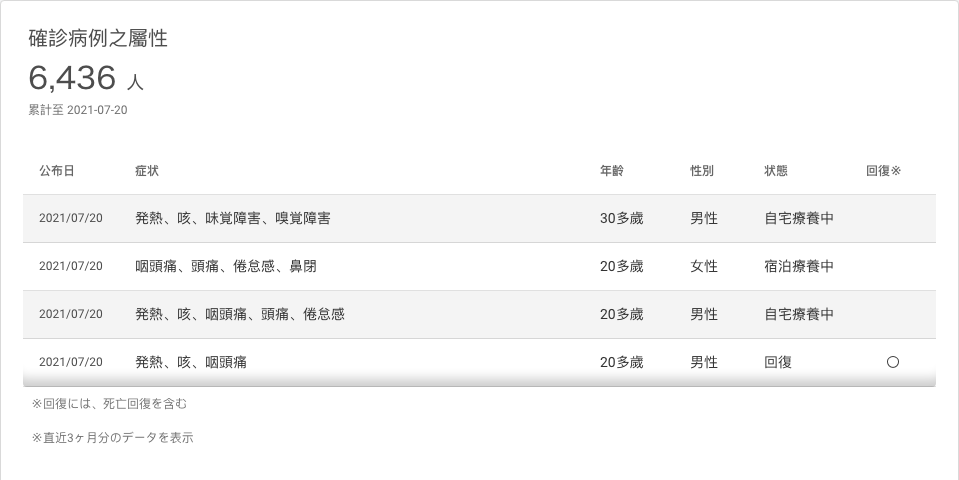 確診病例之屬性
6,436 人
累計至 2021-07-20
公布日 症状 年齡 性別 状態 回復※
2021/07/20 発熱、咳、味覚障害、嗅覚障害 30多歲 男性 自宅療養中
2021/07/20 咽頭痛、頭痛、倦怠感、鼻閉 20多歲 女性 宿泊療養中
2021/07/20 発熱、咳、咽頭痛、頭痛、倦怠感 20多歲 男性 自宅療養中
2021/07/20 発熱、咳、咽頭痛 20多歲 男性 回復 ○
※回復には、死亡回復を含む
※直近3ヶ月分のデータを表示